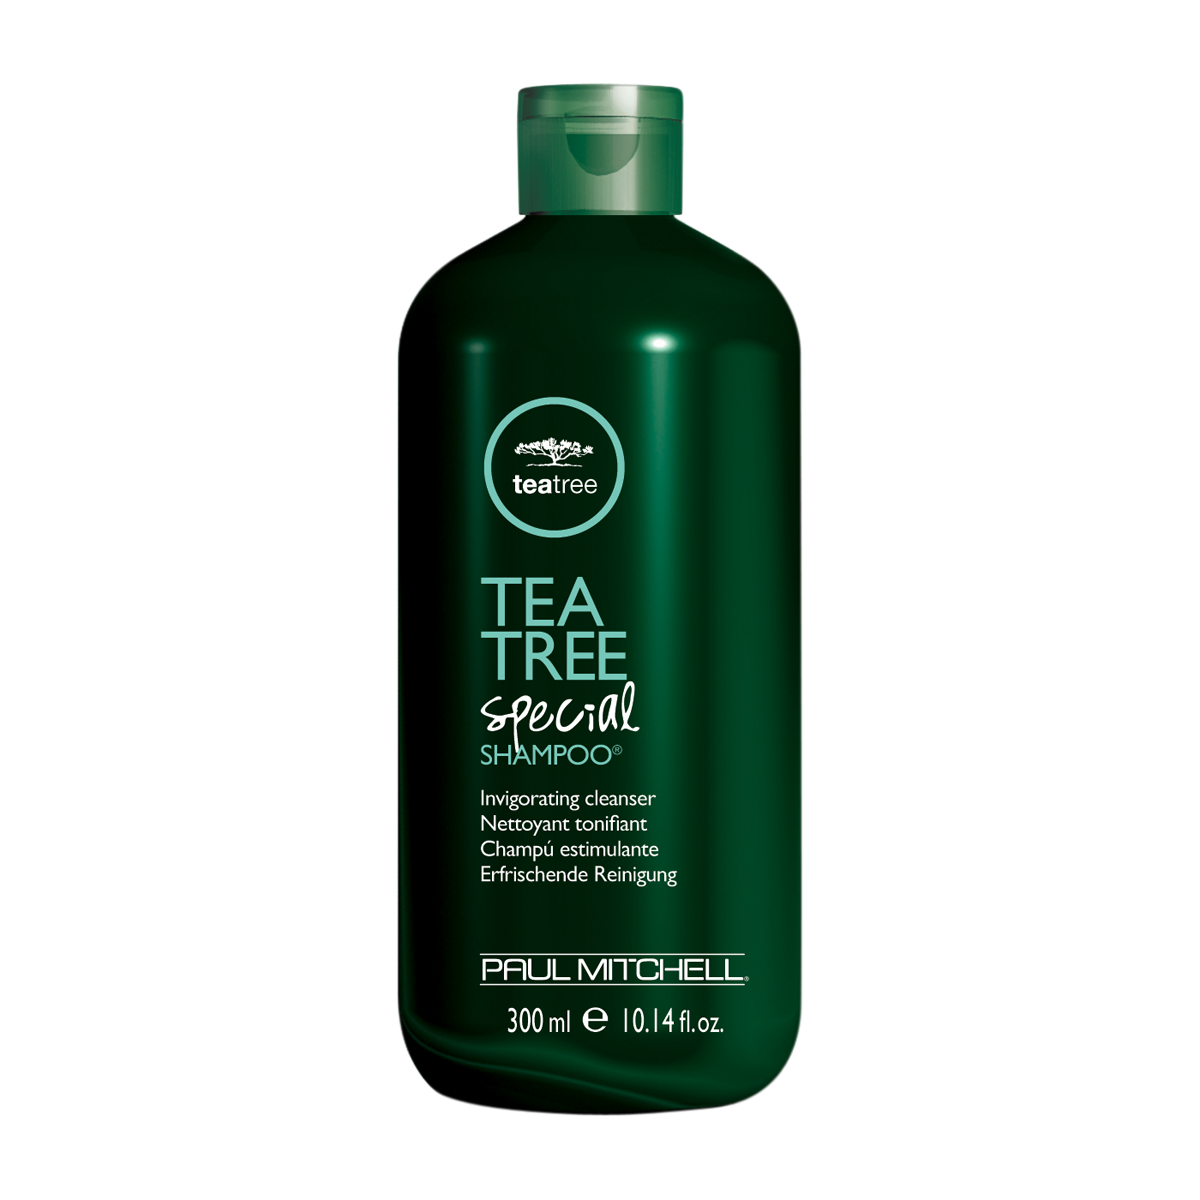 teatree
TEA
TREE
special
SHAMPOO®
Invigorating cleanser
Nettoyant tonifiant
Champú estimulante
Erfrischende Reinigung
PAUL MITCHELL®
300 ml ℮ 10.14 fl.oz.